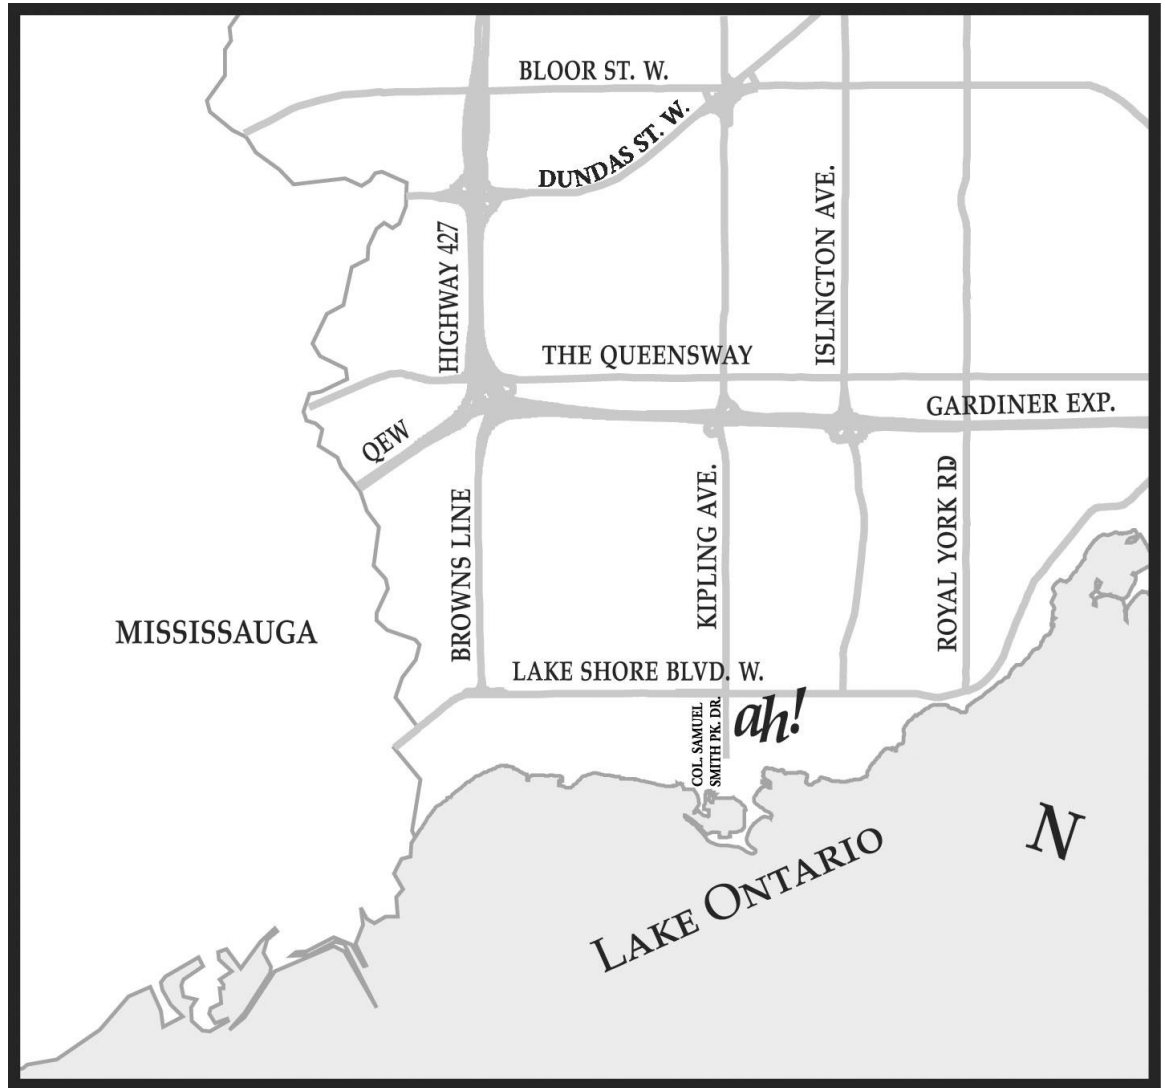 BLOOR ST. W.
DUNDAS ST. W.
HIGHWAY 427
ISLINGTON AVE.
THE QUEENSWAY
GARDINER EXP.
QEW
BROWNS LINE
KIPLING AVE.
ROYAL YORK RD.
MISSISSAUGA
LAKE SHORE BLVD. W.
COL. SAMUEL
SMITH PK. DR.
ah!
N
LAKE ONTARIO